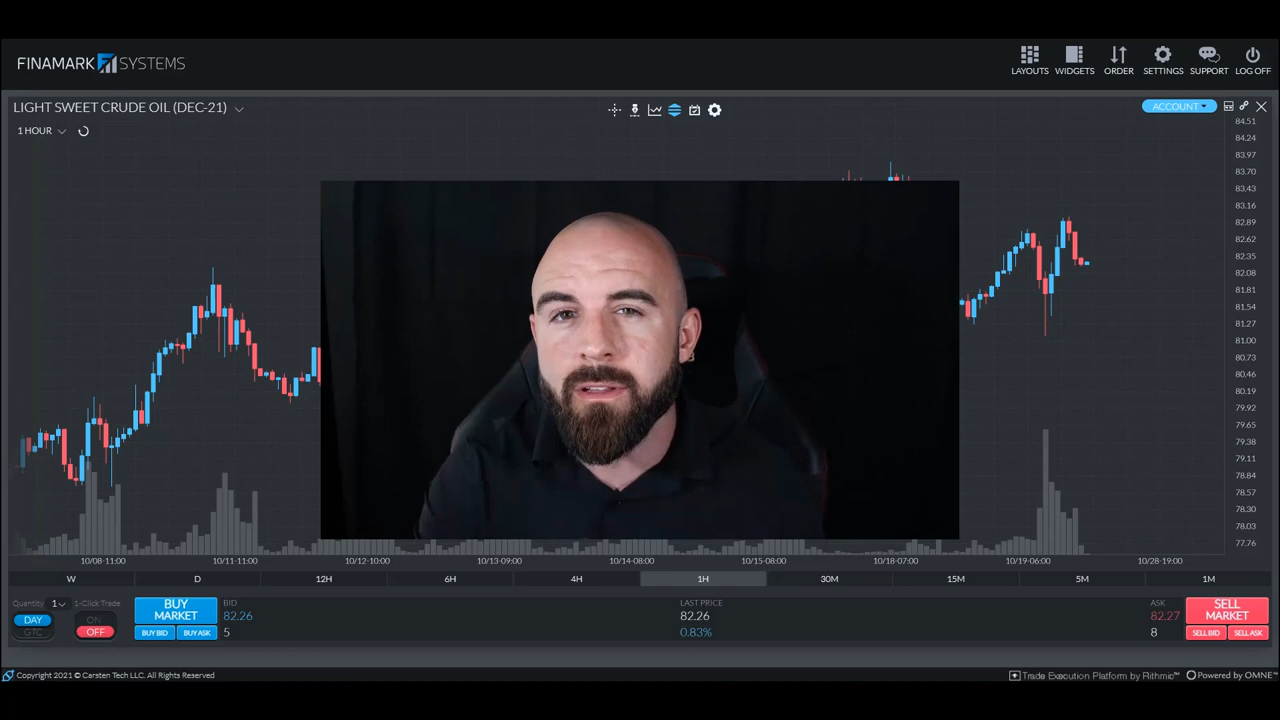 FINAMARK SYSTEMS
LAYOUTS WIDGETS ORDER SETTINGS SUPPORT LOG OFF
LIGHT SWEET CRUDE OIL (DEC-21)
ACCOUNT
1 HOUR
84.51
84.24
83.97
83.70
83.43
83.16
82.89
82.62
82.35
82.08
81.81
81.54
81.27
81.00
80.73
80.46
80.19
79.92
79.65
79.38
79.11
78.84
78.57
78.30
78.03
77.76
10/08-11:00 10/11-11:00 10/12-10:00 10/13-09:00 10/14-08:00 10/15-08:00 10/18-07:00 10/19-06:00 10/28-19:00
W D 12H 6H 4H 1H 30M 15M 5M 1M
Quantity 1 1-Click Trade BUY MARKET BID LAST PRICE ASK SELL MARKET
DAY ON 82.26 82.26 82.27
GTC OFF BUY BID BUY ASK 5 0.83% 8 SELL BID SELL ASK
Copyright 2021 © Carsten Tech LLC. All Rights Reserved Trade Execution Platform by Rithmic™ Powered by OMNE™